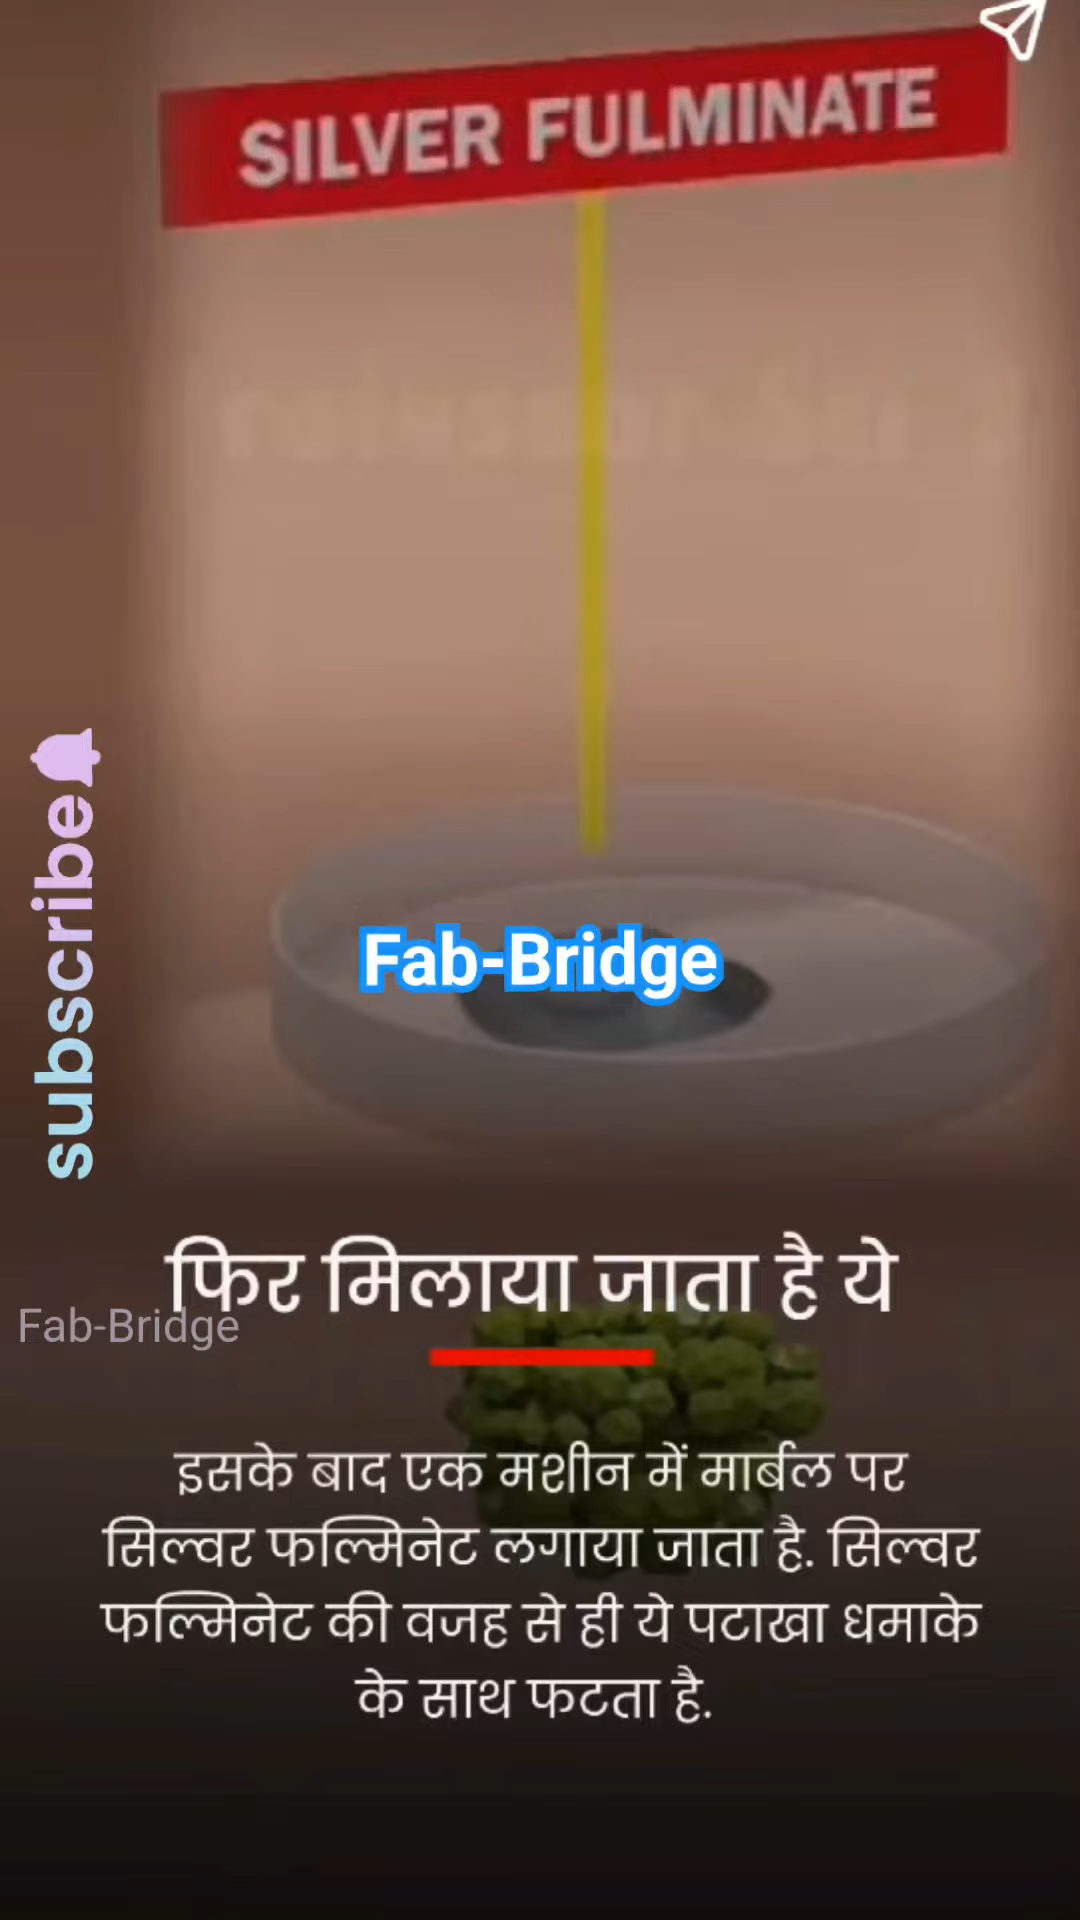 SILVER FULMINATE
subscribe
Fab-Bridge
फिर मिलाया जाता है ये
Fab-Bridge
इसके बाद एक मशीन में मार्बल पर
सिल्वर फल्मिनेट लगाया जाता है. सिल्वर
फल्मिनेट की वजह से ही ये पटाखा धमाके
के साथ फटता है.